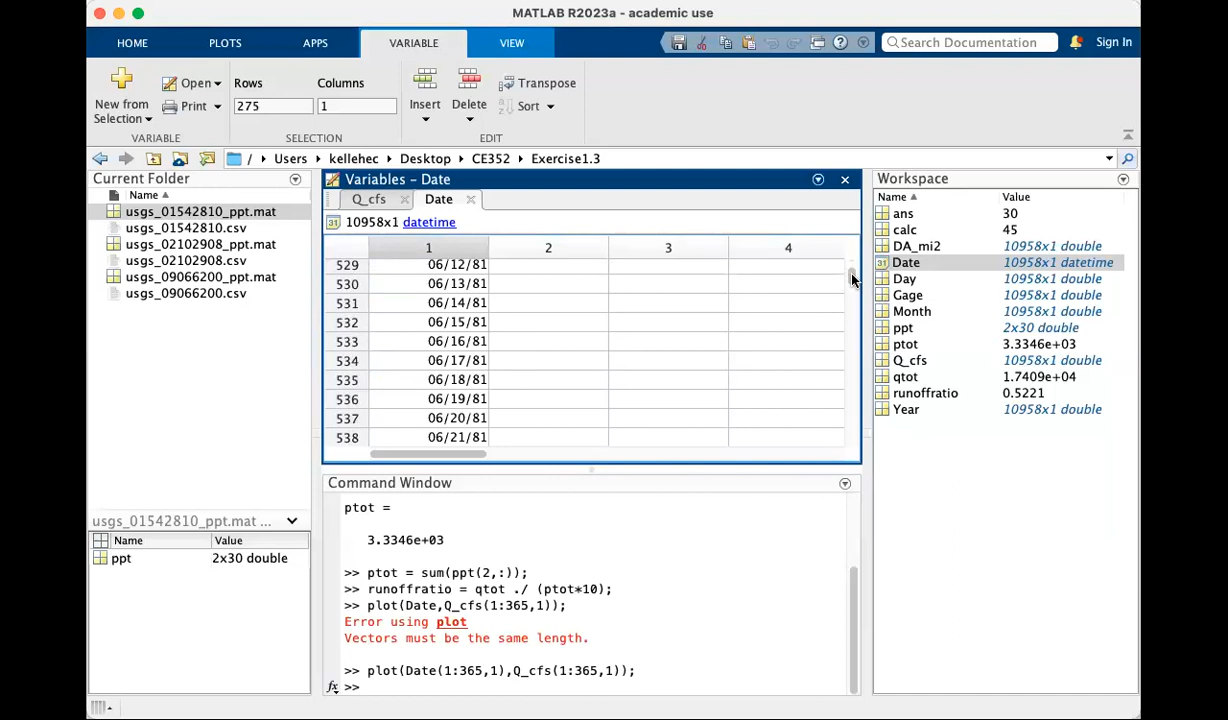 MATLAB R2023a - academic use
HOME PLOTS APPS VARIABLE VIEW Search Documentation Sign In
New from Selection
Open
Print
Rows Columns
275 1
Insert Delete
Transpose
Sort
VARIABLE SELECTION EDIT
/ Users kellehec Desktop CE352 Exercise1.3
Current Folder
Name
usgs_01542810_ppt.mat
usgs_01542810.csv
usgs_02102908_ppt.mat
usgs_02102908.csv
usgs_09066200_ppt.mat
usgs_09066200.csv
usgs_01542810_ppt.mat ...
Name Value
ppt 2x30 double
Variables - Date
Q_cfs Date
10958x1 datetime
1 2 3 4
529 06/12/81
530 06/13/81
531 06/14/81
532 06/15/81
533 06/16/81
534 06/17/81
535 06/18/81
536 06/19/81
537 06/20/81
538 06/21/81
Command Window
ptot =
3.3346e+03
>> ptot = sum(ppt(2,:));
>> runoffratio = qtot ./ (ptot*10);
>> plot(Date,Q_cfs(1:365,1));
Error using plot
Vectors must be the same length.
>> plot(Date(1:365,1),Q_cfs(1:365,1));
fx >>
Workspace
Name Value
ans 30
calc 45
DA_mi2 10958x1 double
Date 10958x1 datetime
Day 10958x1 double
Gage 10958x1 double
Month 10958x1 double
ppt 2x30 double
ptot 3.3346e+03
Q_cfs 10958x1 double
qtot 1.7409e+04
runoffratio 0.5221
Year 10958x1 double